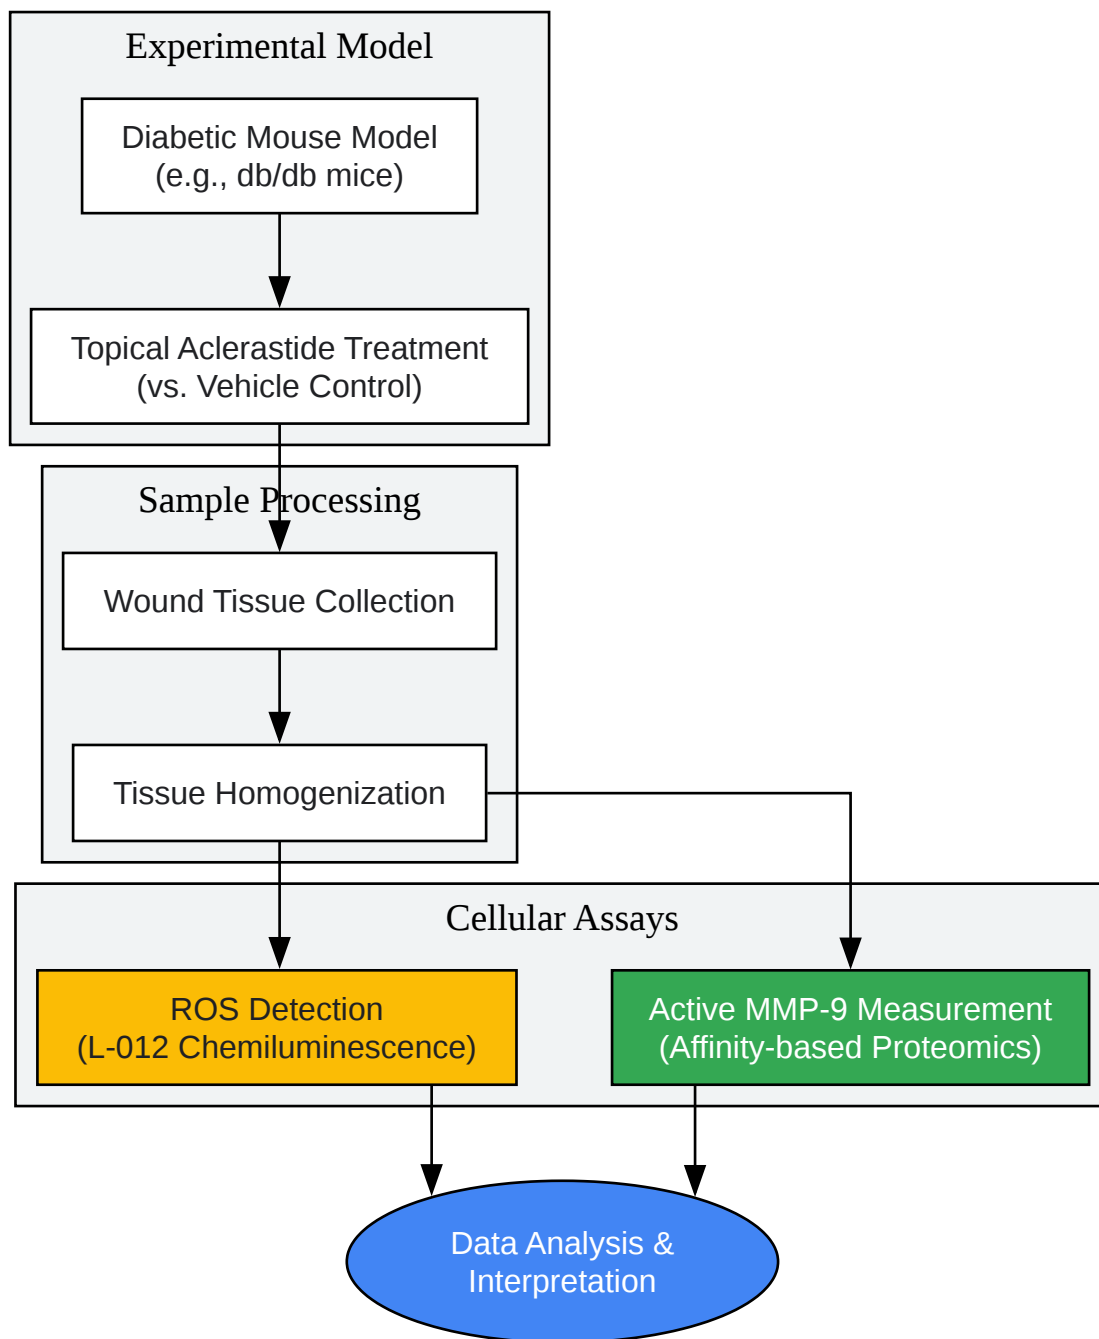 Experimental Model
Diabetic Mouse Model
(e.g., db/db mice)
Topical Aclerastide Treatment
(vs. Vehicle Control)
Sample Processing
Wound Tissue Collection
Tissue Homogenization
Cellular Assays
ROS Detection
(L-012 Chemiluminescence)
Active MMP-9 Measurement
(Affinity-based Proteomics)
Data Analysis &
Interpretation